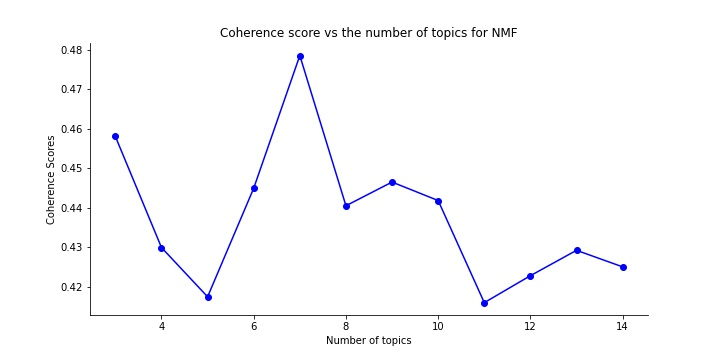 Coherence score vs the number of topics for NMF
0.48
0.47
0.46
0.45
0.44
0.43
0.42
Coherence Scores
4 6 8 10 12 14
Number of topics